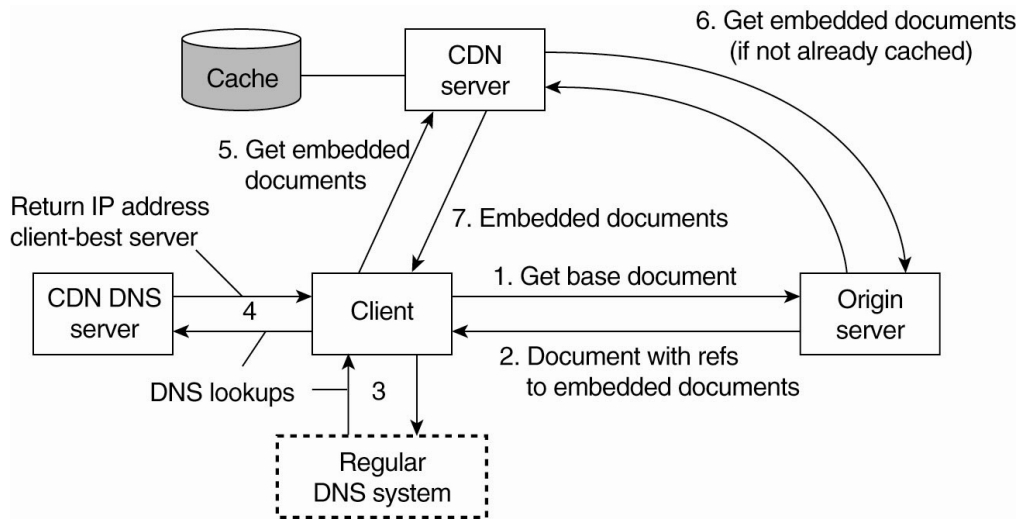 6. Get embedded documents
(if not already cached)
CDN
server
Cache
5. Get embedded
documents
Return IP address
client-best server
7. Embedded documents
1. Get base document
CDN DNS
server
4
Client
Origin
server
2. Document with refs
to embedded documents
DNS lookups
3
Regular
DNS system